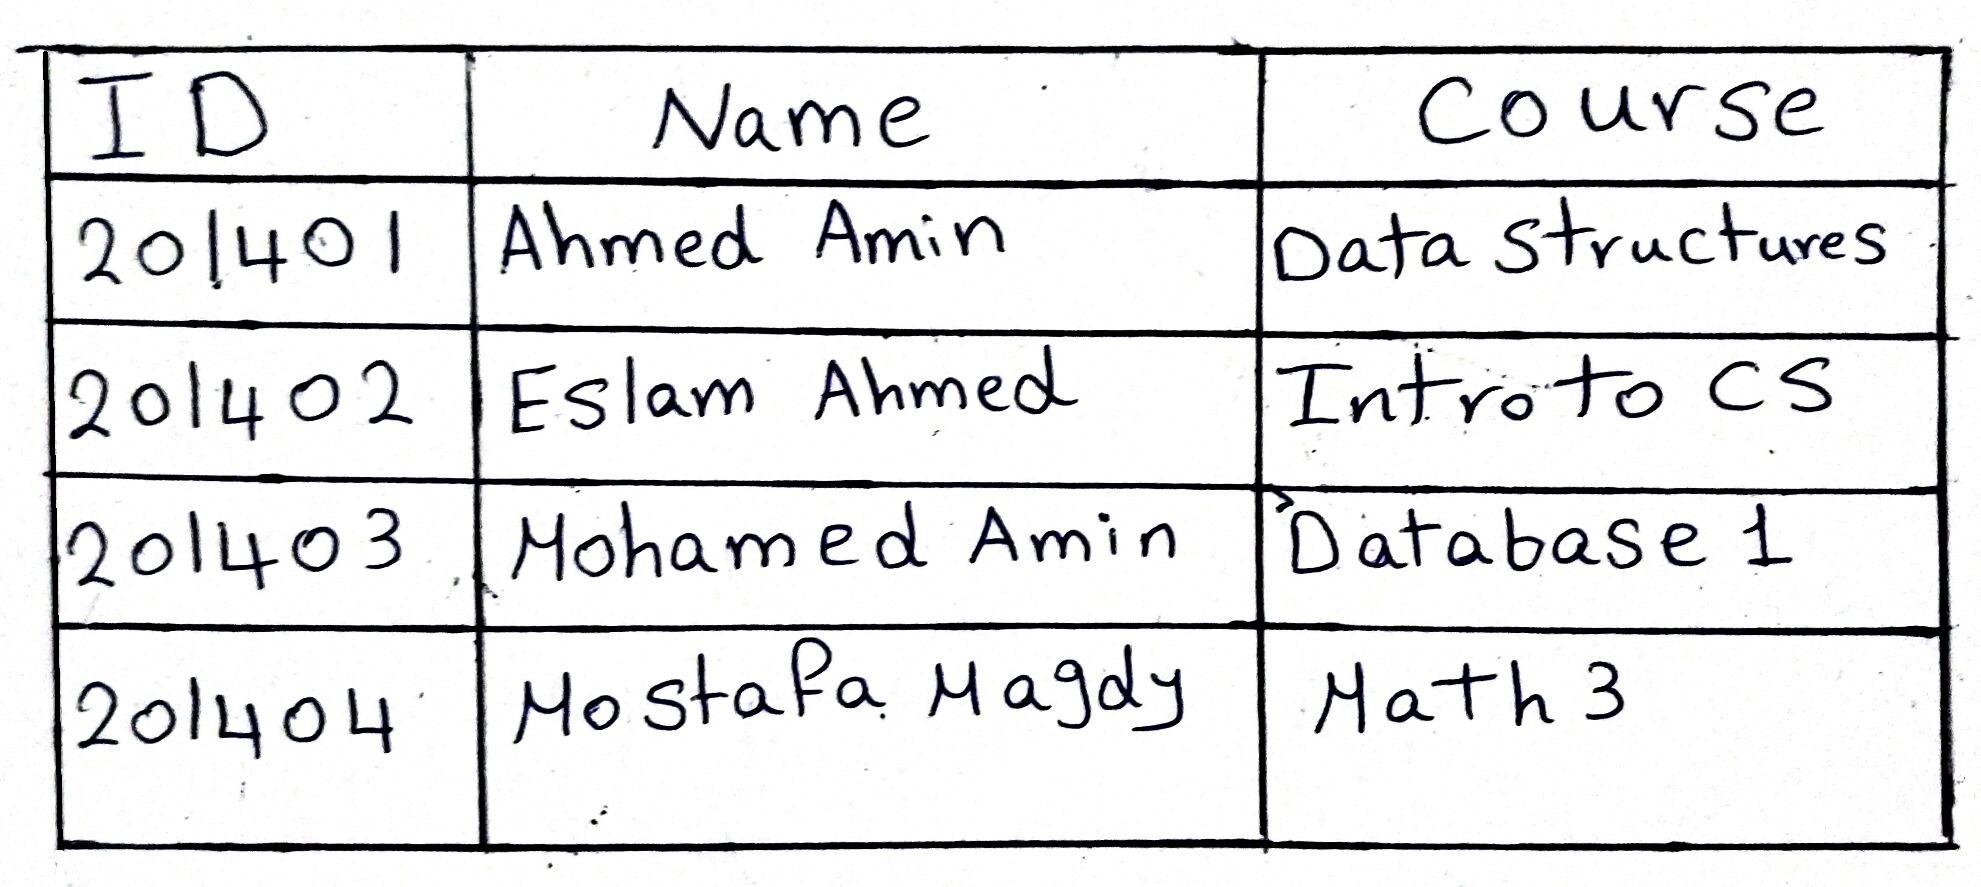 ID Name Course
201401 Ahmed Amin Data Structures
201402 Eslam Ahmed Intro to CS
201403 Mohamed Amin Database 1
201404 Mostafa Magdy Math 3